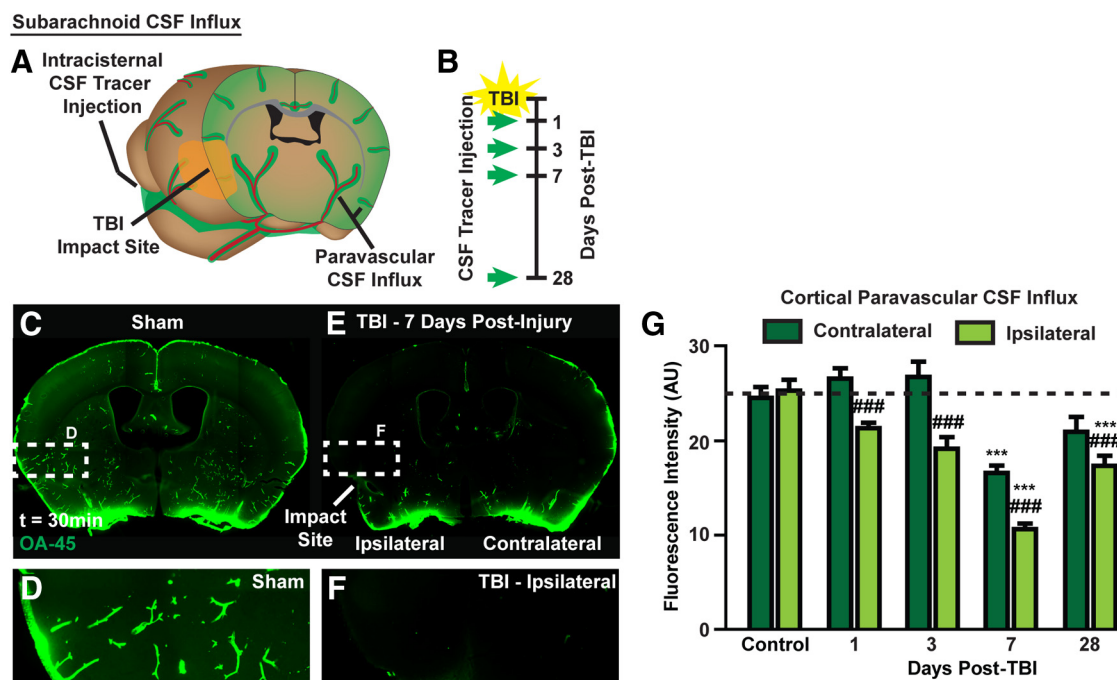 Subarachnoid CSF Influx
A
Intracisternal
CSF Tracer
Injection
TBI
Impact Site
Paravascular
CSF Influx
B
TBI
CSF Tracer Injection
1
3
7
28
Days Post-TBI
C
Sham
D
t = 30min
OA-45
E
TBI - 7 Days Post-Injury
F
Impact
Site
Ipsilateral
Contralateral
D
Sham
F
TBI - Ipsilateral
G
Cortical Paravascular CSF Influx
Contralateral
Ipsilateral
Fluorescence Intensity (AU)
30
20
10
0
###
###
***
***
###
***
###
Control
1
3
7
28
Days Post-TBI